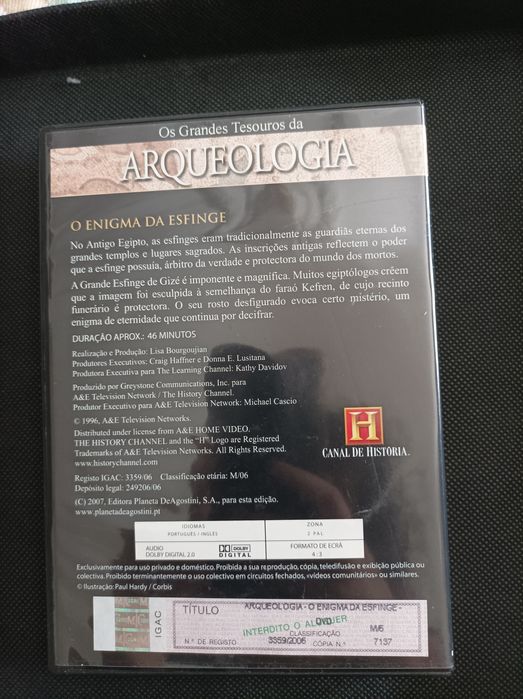 Os Grandes Tesouros da
ARQUEOLOGIA
O ENIGMA DA ESFINGE
No Antigo Egipto, as esfinges eram tradicionalmente as guardiãs eternas dos
grandes templos e lugares sagrados. As inscrições antigas reflectem o poder
que a esfinge possuía, árbitro da verdade e protectora do mundo dos mortos.
A Grande Esfinge de Gizé é imponente e magnífica. Muitos egiptólogos crêem
que a imagem foi esculpida à semelhança do faraó Kefren, de cujo recinto
funerário é protectora. O seu rosto desfigurado evoca certo mistério, um
enigma de eternidade que continua por decifrar.
DURAÇÃO APROX.: 46 MINUTOS
Realização e Produção: Lisa Bourgoujian
Produtores Executivos: Craig Haffner e Donna E. Lusitana
Produtora Executiva para The Learning Channel: Kathy Davidov
Produzido por Greystone Communications, Inc. para
A&E Television Network / The History Channel.
Produtor Executivo para A&E Television Network: Michael Cascio
© 1996, A&E Television Networks.
Distributed under license from A&E HOME VIDEO.
THE HISTORY CHANNEL and the “H” Logo are Registered
Trademarks of A&E Television Networks. All Rights Reserved.
www.historychannel.com
H
CANAL DE HISTÓRIA.
Registo IGAC: 3359/06 Classificação etária: M/06
Depósito legal: 249206/06
(C) 2007, Editora Planeta DeAgostini, S.A., para esta edição.
www.planetadeagostini.pt
IDIOMAS
PORTUGUES / INGLES
ZONA
2 PAL
AUDIO
DOLBY DIGITAL 2.0
DOLBY
DIGITAL
FORMATO DE ECRÃ
4:3
Exclusivamente para uso privado e doméstico. Proibida a sua reprodução, cópia, teledifusão e exibição pública ou
colectiva. Proibido terminantemente o uso colectivo em circuitos fechados, «vídeos comunitários» ou similares.
© Ilustração: Paul Hardy / Corbis
IGAC
TÍTULO
ARQUEOLOGIA - O ENIGMA DA ESFINGE -
DVD
INTERDITO O ALUGUER
CLASSIFICAÇÃO
M/6
N.º DE REGISTO
3359/2006
CÓPIA N.º
7137